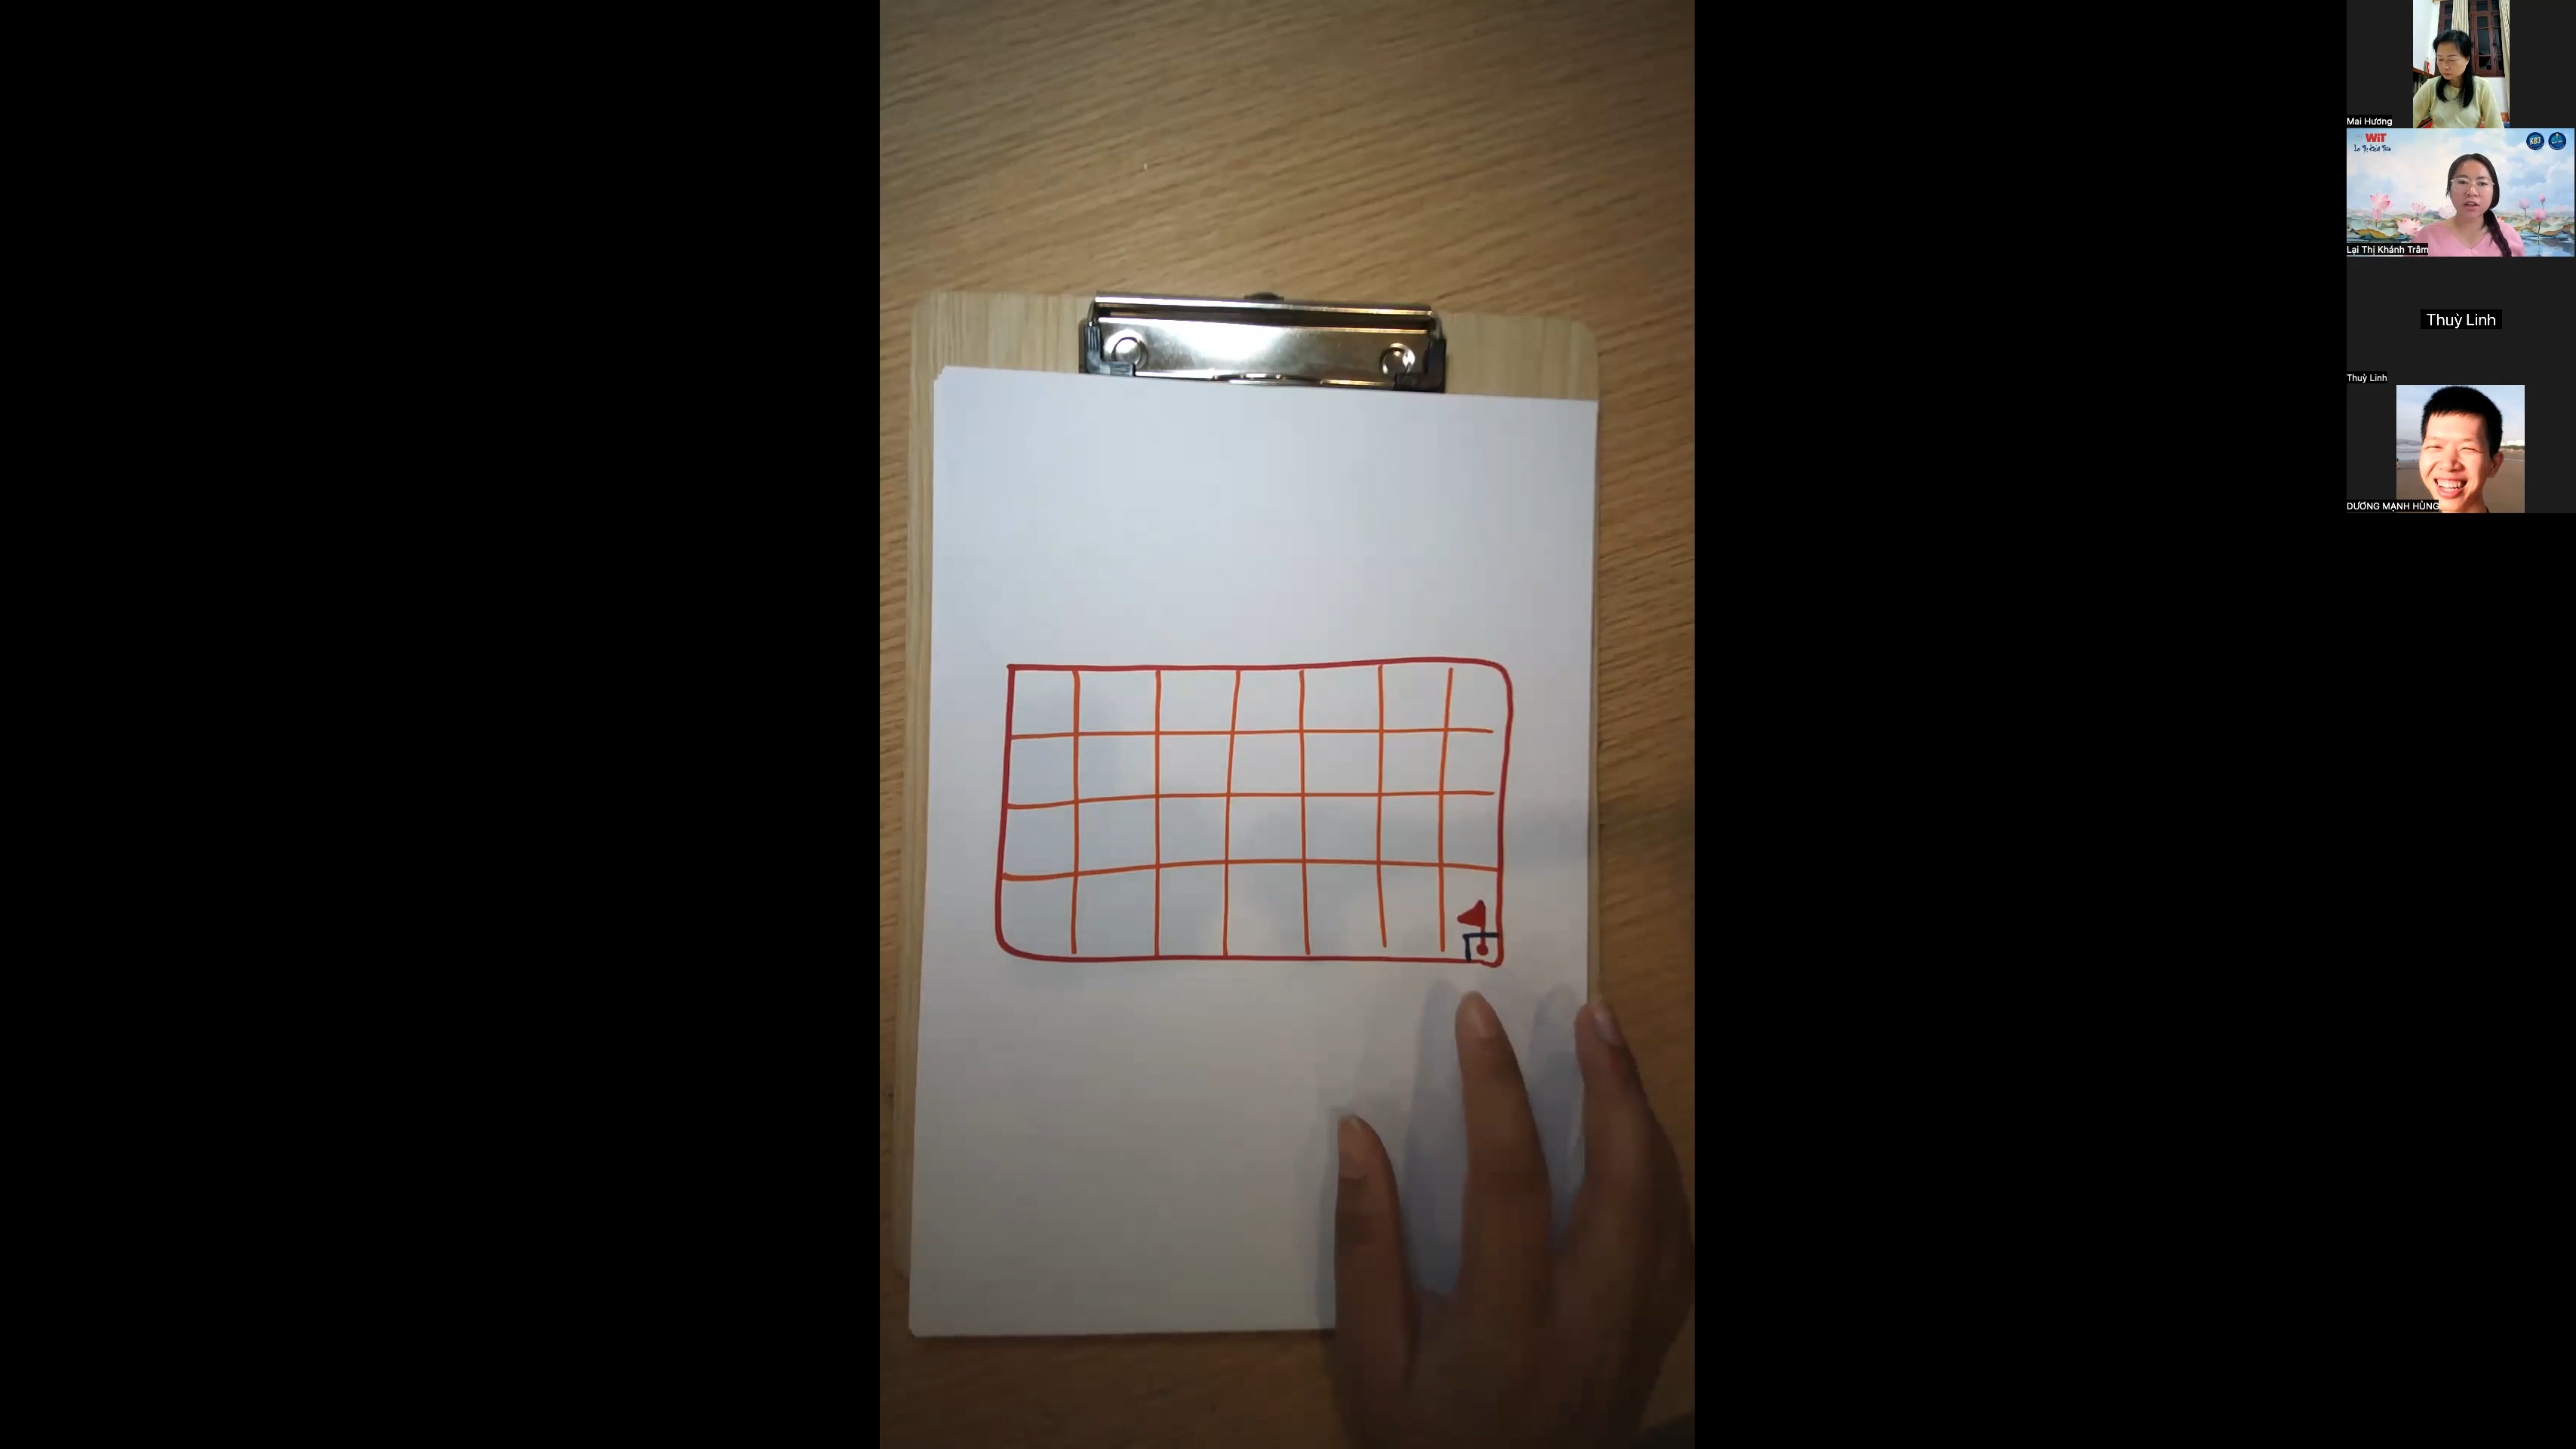 Mai Hương
WiT
Lại Thị Khánh Trâm
Thuỳ Linh
Thuỳ Linh
DƯƠNG MẠNH HÙNG